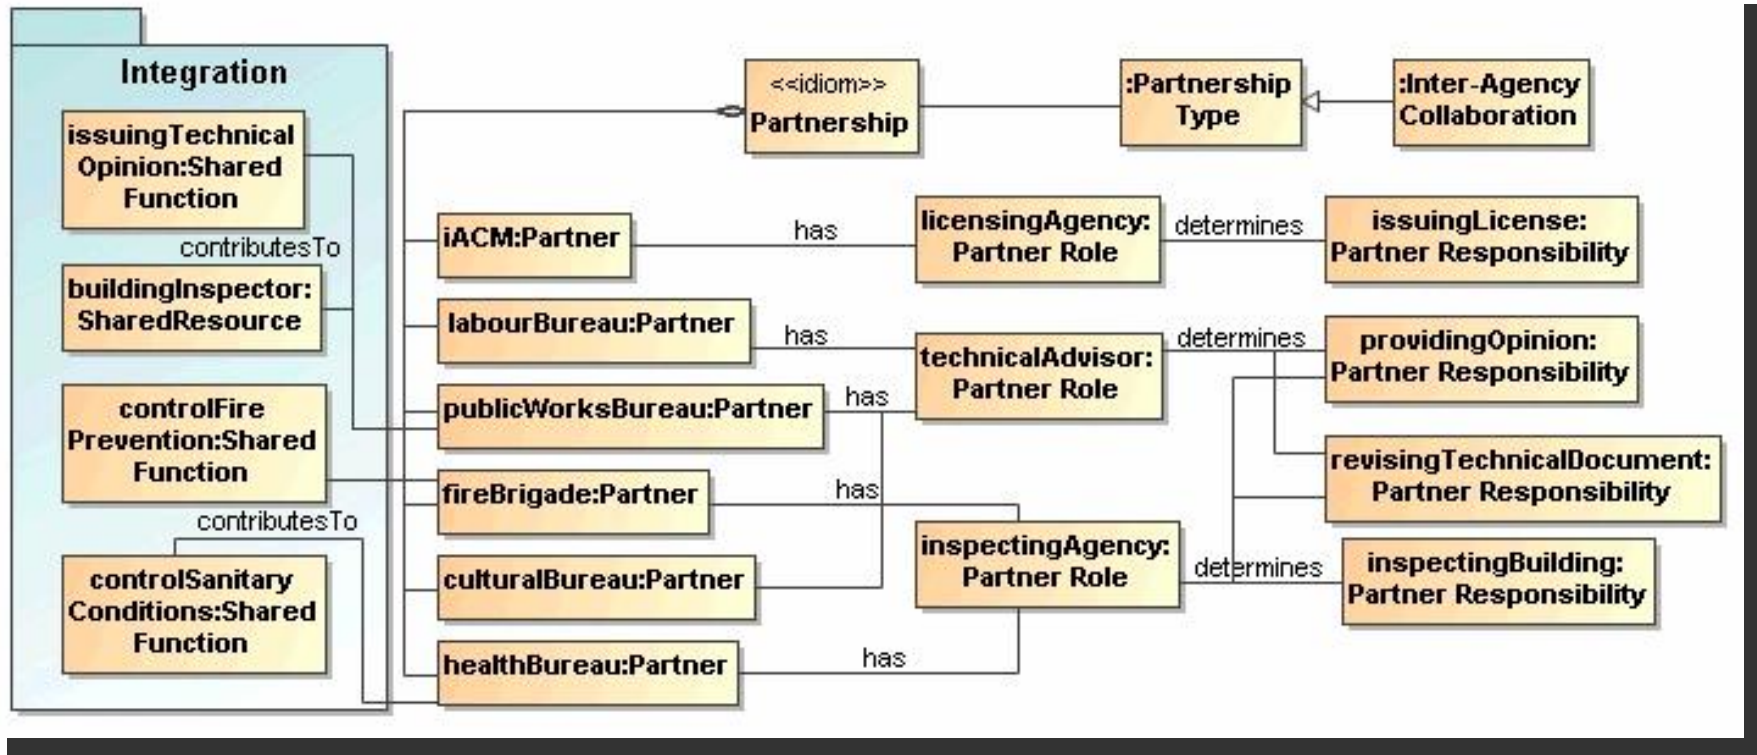 Integration
issuingTechnical
Opinion:Shared
Function
contributesTo
buildingInspector:
SharedResource
controlFire
Prevention:Shared
Function
contributesTo
controlSanitary
Conditions:Shared
Function
<<idiom>>
Partnership
:Partnership
Type
:Inter-Agency
Collaboration
iACM:Partner
has
licensingAgency:
Partner Role
determines
issuingLicense:
Partner Responsibility
labourBureau:Partner
has
technicalAdvisor:
Partner Role
determines
providingOpinion:
Partner Responsibility
publicWorksBureau:Partner
has
revisingTechnicalDocument:
Partner Responsibility
fireBrigade:Partner
has
inspectingAgency:
Partner Role
determines
inspectingBuilding:
Partner Responsibility
culturalBureau:Partner
healthBureau:Partner
has